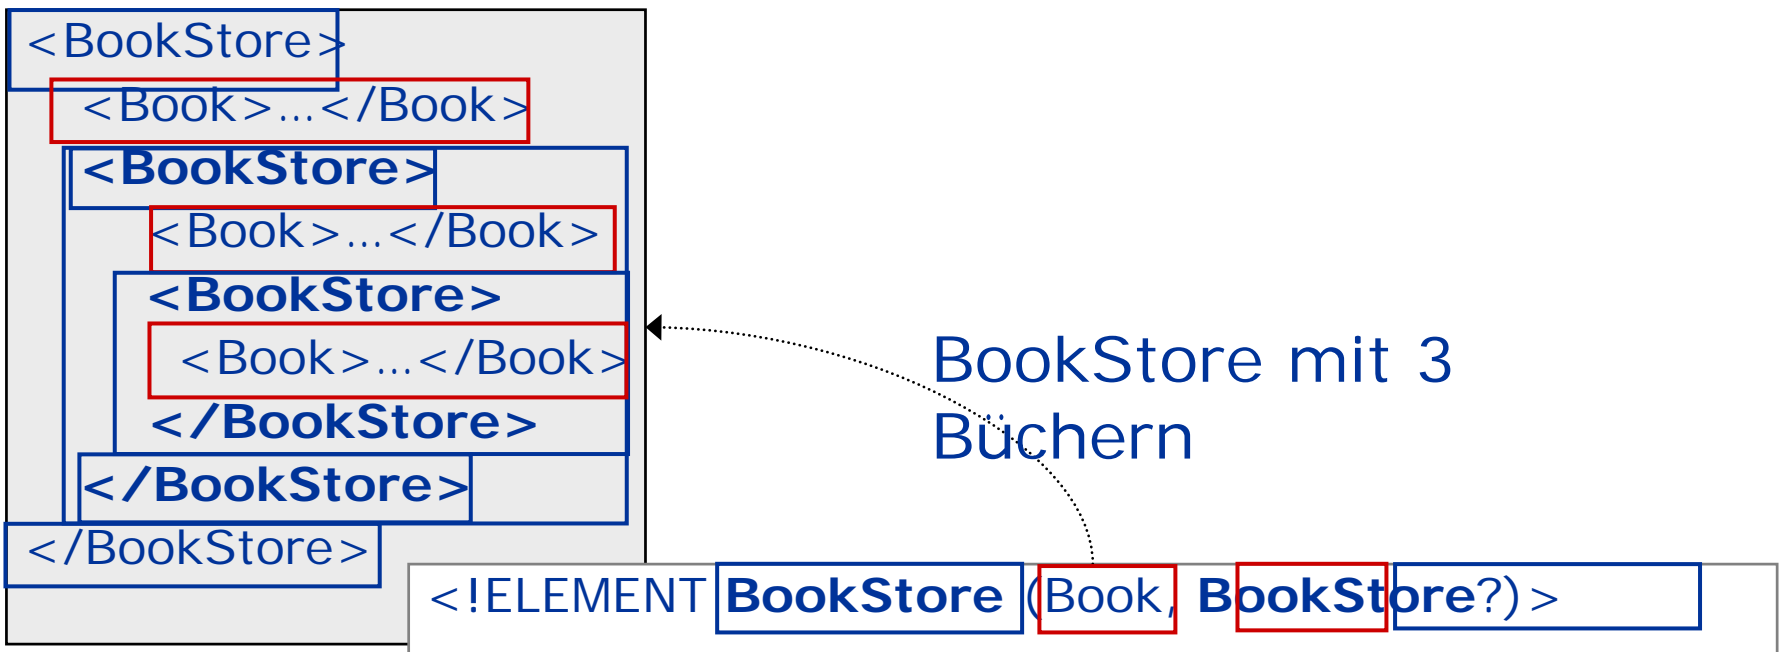 <BookStore>
<Book>...</Book>
<BookStore>
<Book>...</Book>
<BookStore>
<Book>...</Book>
</BookStore>
</BookStore>
</BookStore>
BookStore mit 3
Büchern
<!ELEMENT BookStore (Book, BookStore?)>